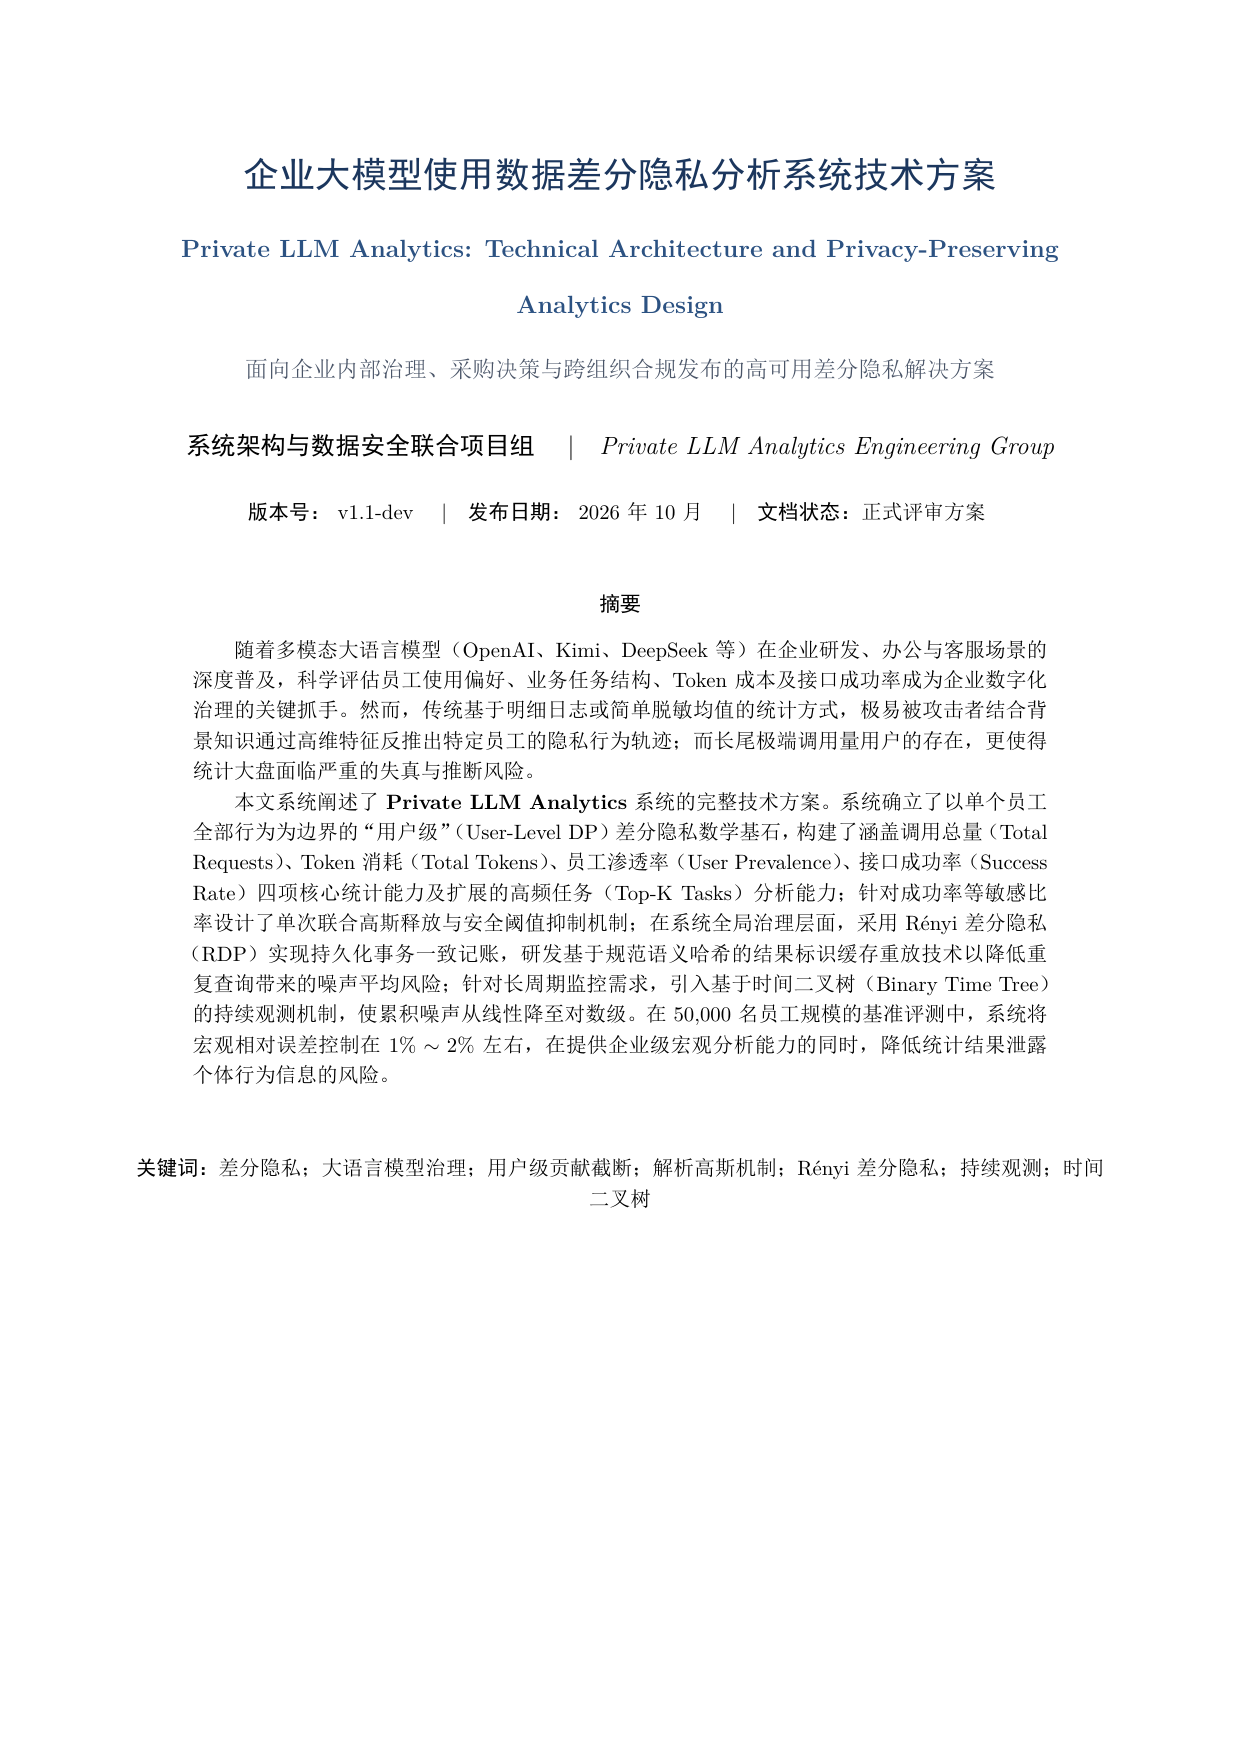 企业大模型使用数据差分隐私分析系统技术方案
Private LLM Analytics: Technical Architecture and Privacy-Preserving
Analytics Design
面向企业内部治理、采购决策与跨组织合规发布的高可用差分隐私解决方案
系统架构与数据安全联合项目组 | Private LLM Analytics Engineering Group
版本号： v1.1-dev | 发布日期： 2026 年 10 月 | 文档状态：正式评审方案
摘要
随着多模态大语言模型（OpenAI、Kimi、DeepSeek 等）在企业研发、办公与客服场景的
深度普及，科学评估员工使用偏好、业务任务结构、Token 成本及接口成功率成为企业数字化
治理的关键抓手。然而，传统基于明细日志或简单脱敏均值的统计方式，极易被攻击者结合背
景知识通过高维特征反推出特定员工的隐私行为轨迹；而长尾极端调用量用户的存在，更使得
统计大盘面临严重的失真与推断风险。
本文系统阐述了 Private LLM Analytics 系统的完整技术方案。系统确立了以单个员工
全部行为为边界的“用户级”（User-Level DP）差分隐私数学基石，构建了涵盖调用总量（Total
Requests）、Token 消耗（Total Tokens）、员工渗透率（User Prevalence）、接口成功率（Success
Rate）四项核心统计能力及扩展的高频任务（Top-K Tasks）分析能力；针对成功率等敏感比
率设计了单次联合高斯释放与安全阈值抑制机制；在系统全局治理层面，采用 Rényi 差分隐私
（RDP）实现持久化事务一致记账，研发基于规范语义哈希的结果标识缓存重放技术以降低重
复查询带来的噪声平均风险；针对长周期监控需求，引入基于时间二叉树（Binary Time Tree）
的持续观测机制，使累积噪声从线性降至对数级。在 50,000 名员工规模的基准评测中，系统将
宏观相对误差控制在 1% ∼ 2% 左右，在提供企业级宏观分析能力的同时，降低统计结果泄露
个体行为信息的风险。
关键词：差分隐私；大语言模型治理；用户级贡献截断；解析高斯机制；Rényi 差分隐私；持续观测；时间
二叉树